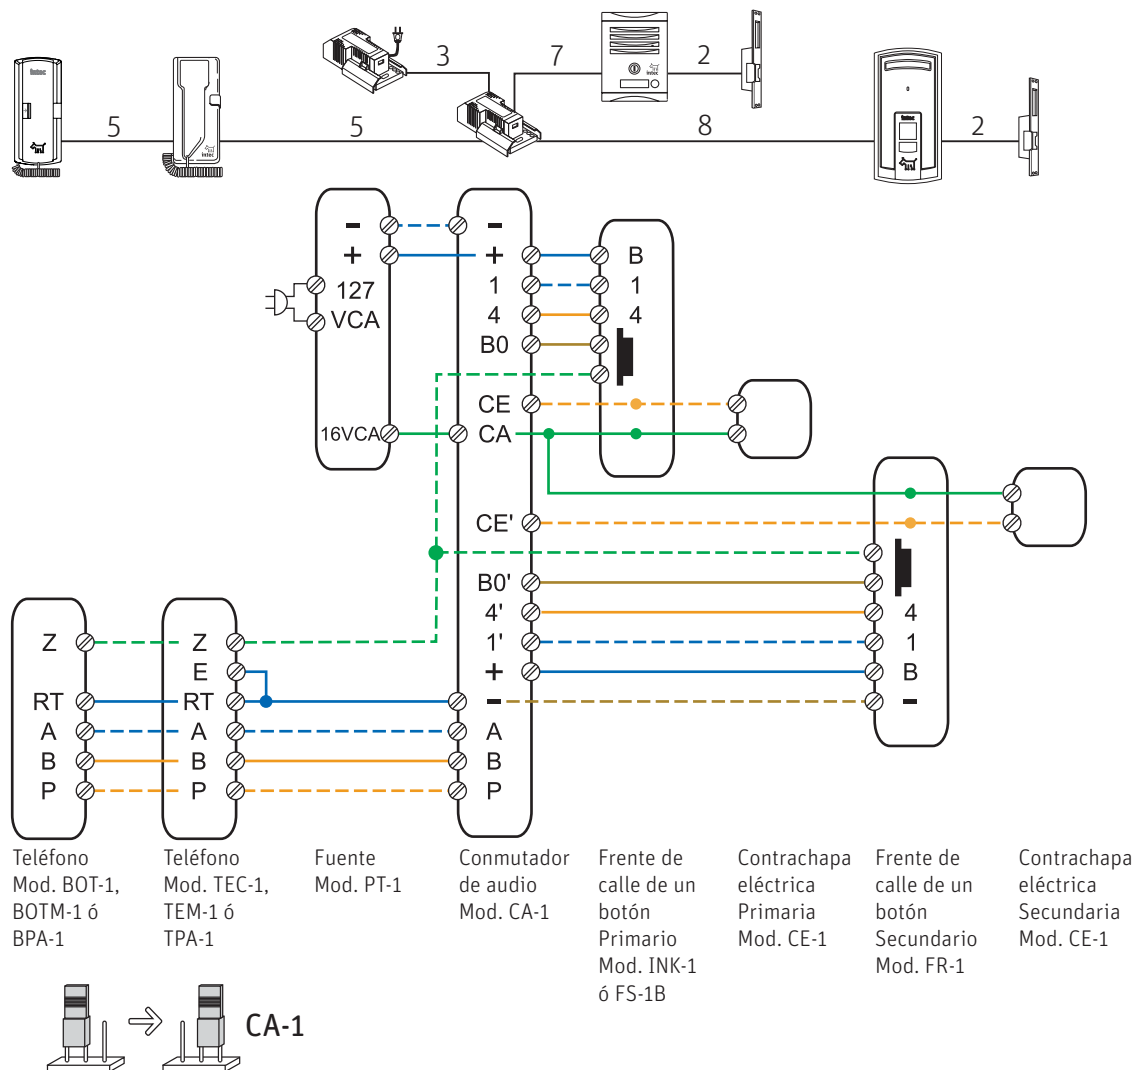 3
7
2
5
5
8
2
intec
intec
intec
intec
-
+
127
VCA
16VCA
-
+
1
4
B0
CE
CA
CE'
B0'
4'
1'
+
-
A
B
P
B
1
4
4
1
B
-
Z
RT
A
B
P
Z
E
RT
A
B
P
Teléfono
Mod. BOT-1,
BOTM-1 ó
BPA-1
Teléfono
Mod. TEC-1,
TEM-1 ó
TPA-1
Fuente
Mod. PT-1
Conmutador
de audio
Mod. CA-1
Frente de
calle de un
botón
Primario
Mod. INK-1
ó FS-1B
Contrachapa
eléctrica
Primaria
Mod. CE-1
Frente de
calle de un
botón
Secundario
Mod. FR-1
Contrachapa
eléctrica
Secundaria
Mod. CE-1
CA-1